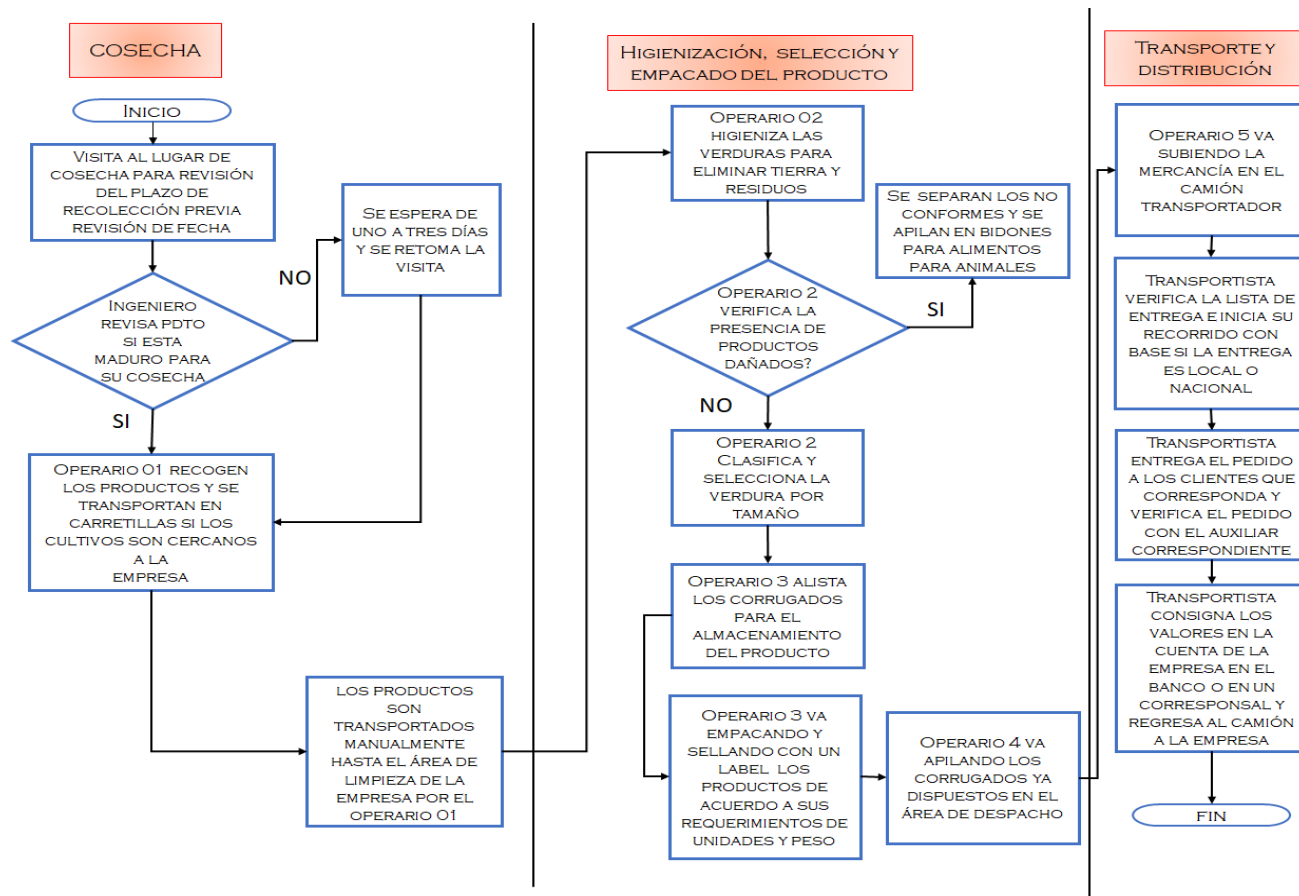 COSECHA
INICIO
VISITA AL LUGAR DE
COSECHA PARA REVISIÓN
DEL PLAZO DE
RECOLECCIÓN PREVIA
REVISIÓN DE FECHA
SE ESPERA DE
UNO A TRES DÍAS
Y SE RETOMA LA
VISITA
NO
INGENIERO
REVISA PDTO
SI ESTA
MADURO PARA
SU COSECHA
SI
OPERARIO 01 RECOGEN
LOS PRODUCTOS Y SE
TRANSPORTAN EN
CARRETILLAS SI LOS
CULTIVOS SON CERCANOS
A LA
EMPRESA
LOS PRODUCTOS
SON
TRANSPORTADOS
MANUALMENTE
HASTA EL ÁREA DE
LIMPIEZA DE LA
EMPRESA POR EL
OPERARIO 01
HIGIENIZACIÓN, SELECCIÓN Y
EMPACADO DEL PRODUCTO
OPERARIO 02
HIGIENIZA LAS
VERDURAS PARA
ELIMINAR TIERRA Y
RESIDUOS
SE SEPARAN LOS NO
CONFORMES Y SE
APILAN EN BIDONES
PARA ALIMENTOS
PARA ANIMALES
OPERARIO 2
VERIFICA LA
PRESENCIA DE
PRODUCTOS
DAÑADOS?
SI
NO
OPERARIO 2
CLASIFICA Y
SELECCIONA LA
VERDURA POR
TAMAÑO
OPERARIO 3 ALISTA
LOS CORRUGADOS
PARA EL
ALMACENAMIENTO
DEL PRODUCTO
OPERARIO 3 VA
EMPACANDO Y
SELLANDO CON UN
LABEL LOS
PRODUCTOS DE
ACUERDO A SUS
REQUERIMIENTOS DE
UNIDADES Y PESO
OPERARIO 4 VA
APILANDO LOS
CORRUGADOS YA
DISPUESTOS EN EL
ÁREA DE DESPACHO
TRANSPORTE Y
DISTRIBUCIÓN
OPERARIO 5 VA
SUBIENDO LA
MERCANCÍA EN EL
CAMIÓN
TRANSPORTADOR
TRANSPORTISTA
VERIFICA LA LISTA DE
ENTREGA E INICIA SU
RECORRIDO CON
BASE SI LA ENTREGA
ES LOCAL O
NACIONAL
TRANSPORTISTA
ENTREGA EL PEDIDO
A LOS CLIENTES QUE
CORRESPONDA Y
VERIFICA EL PEDIDO
CON EL AUXILIAR
CORRESPONDIENTE
TRANSPORTISTA
CONSIGNA LOS
VALORES EN LA
CUENTA DE LA
EMPRESA EN EL
BANCO O EN UN
CORRESPONSAL Y
REGRESA AL CAMIÓN
A LA EMPRESA
FIN